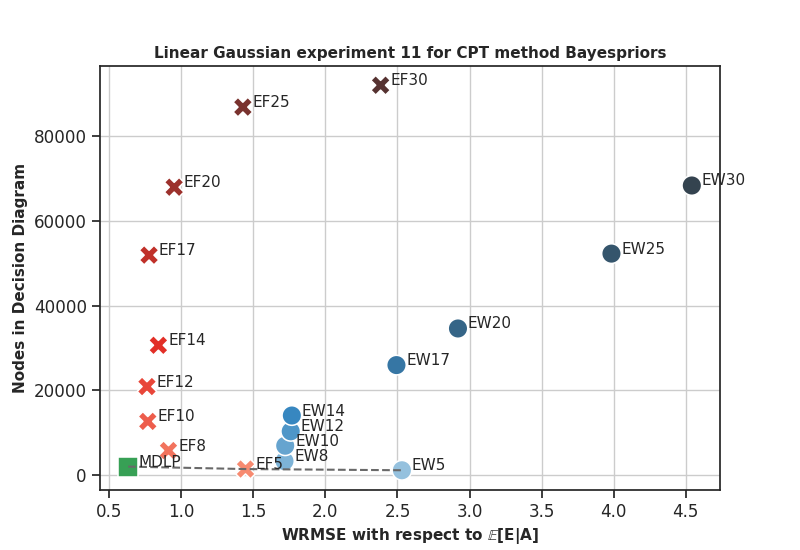 Linear Gaussian experiment 11 for CPT method Bayespriors
Nodes in Decision Diagram
80000
60000
40000
20000
0
EF30
EF25
EF20
EW30
EF17
EW25
EF14
EW20
EF12
EW17
EF10
EW14
EW12
EF8
EW10
EW8
MDLP
EF5
EW5
0.5 1.0 1.5 2.0 2.5 3.0 3.5 4.0 4.5
WRMSE with respect to 𝔼[E|A]